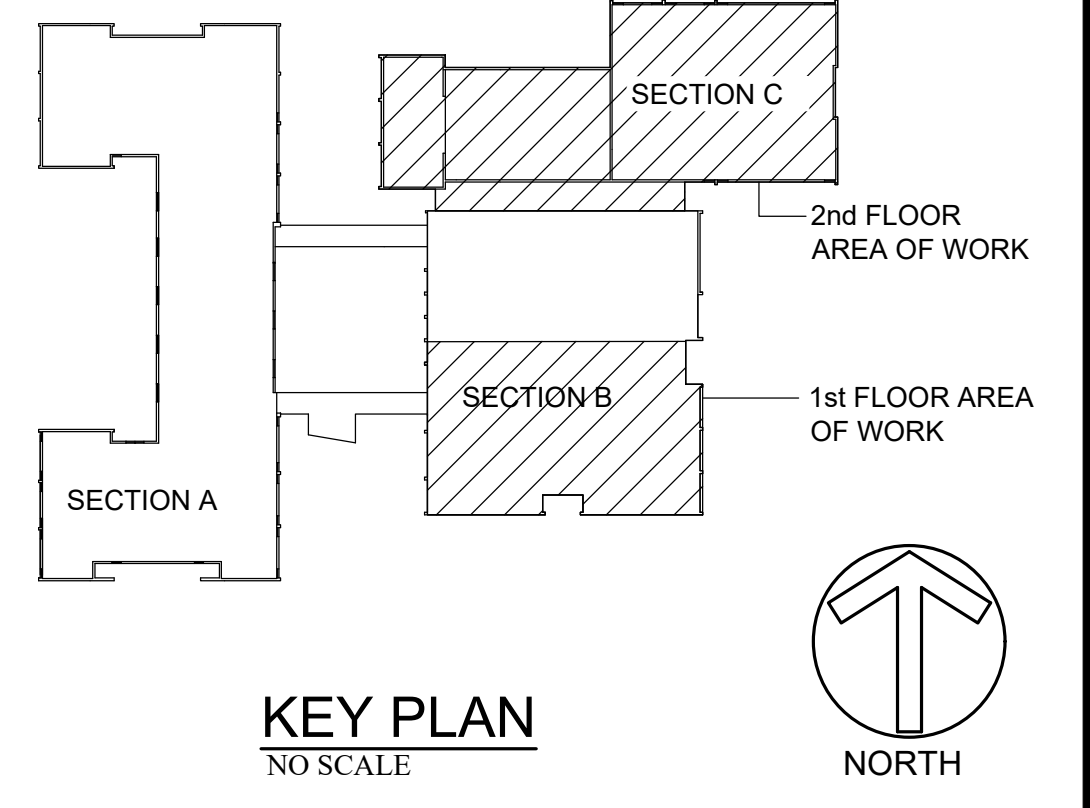 SECTION C
2nd FLOOR
AREA OF WORK
SECTION B
1st FLOOR AREA
OF WORK
SECTION A
KEY PLAN
NO SCALE
NORTH